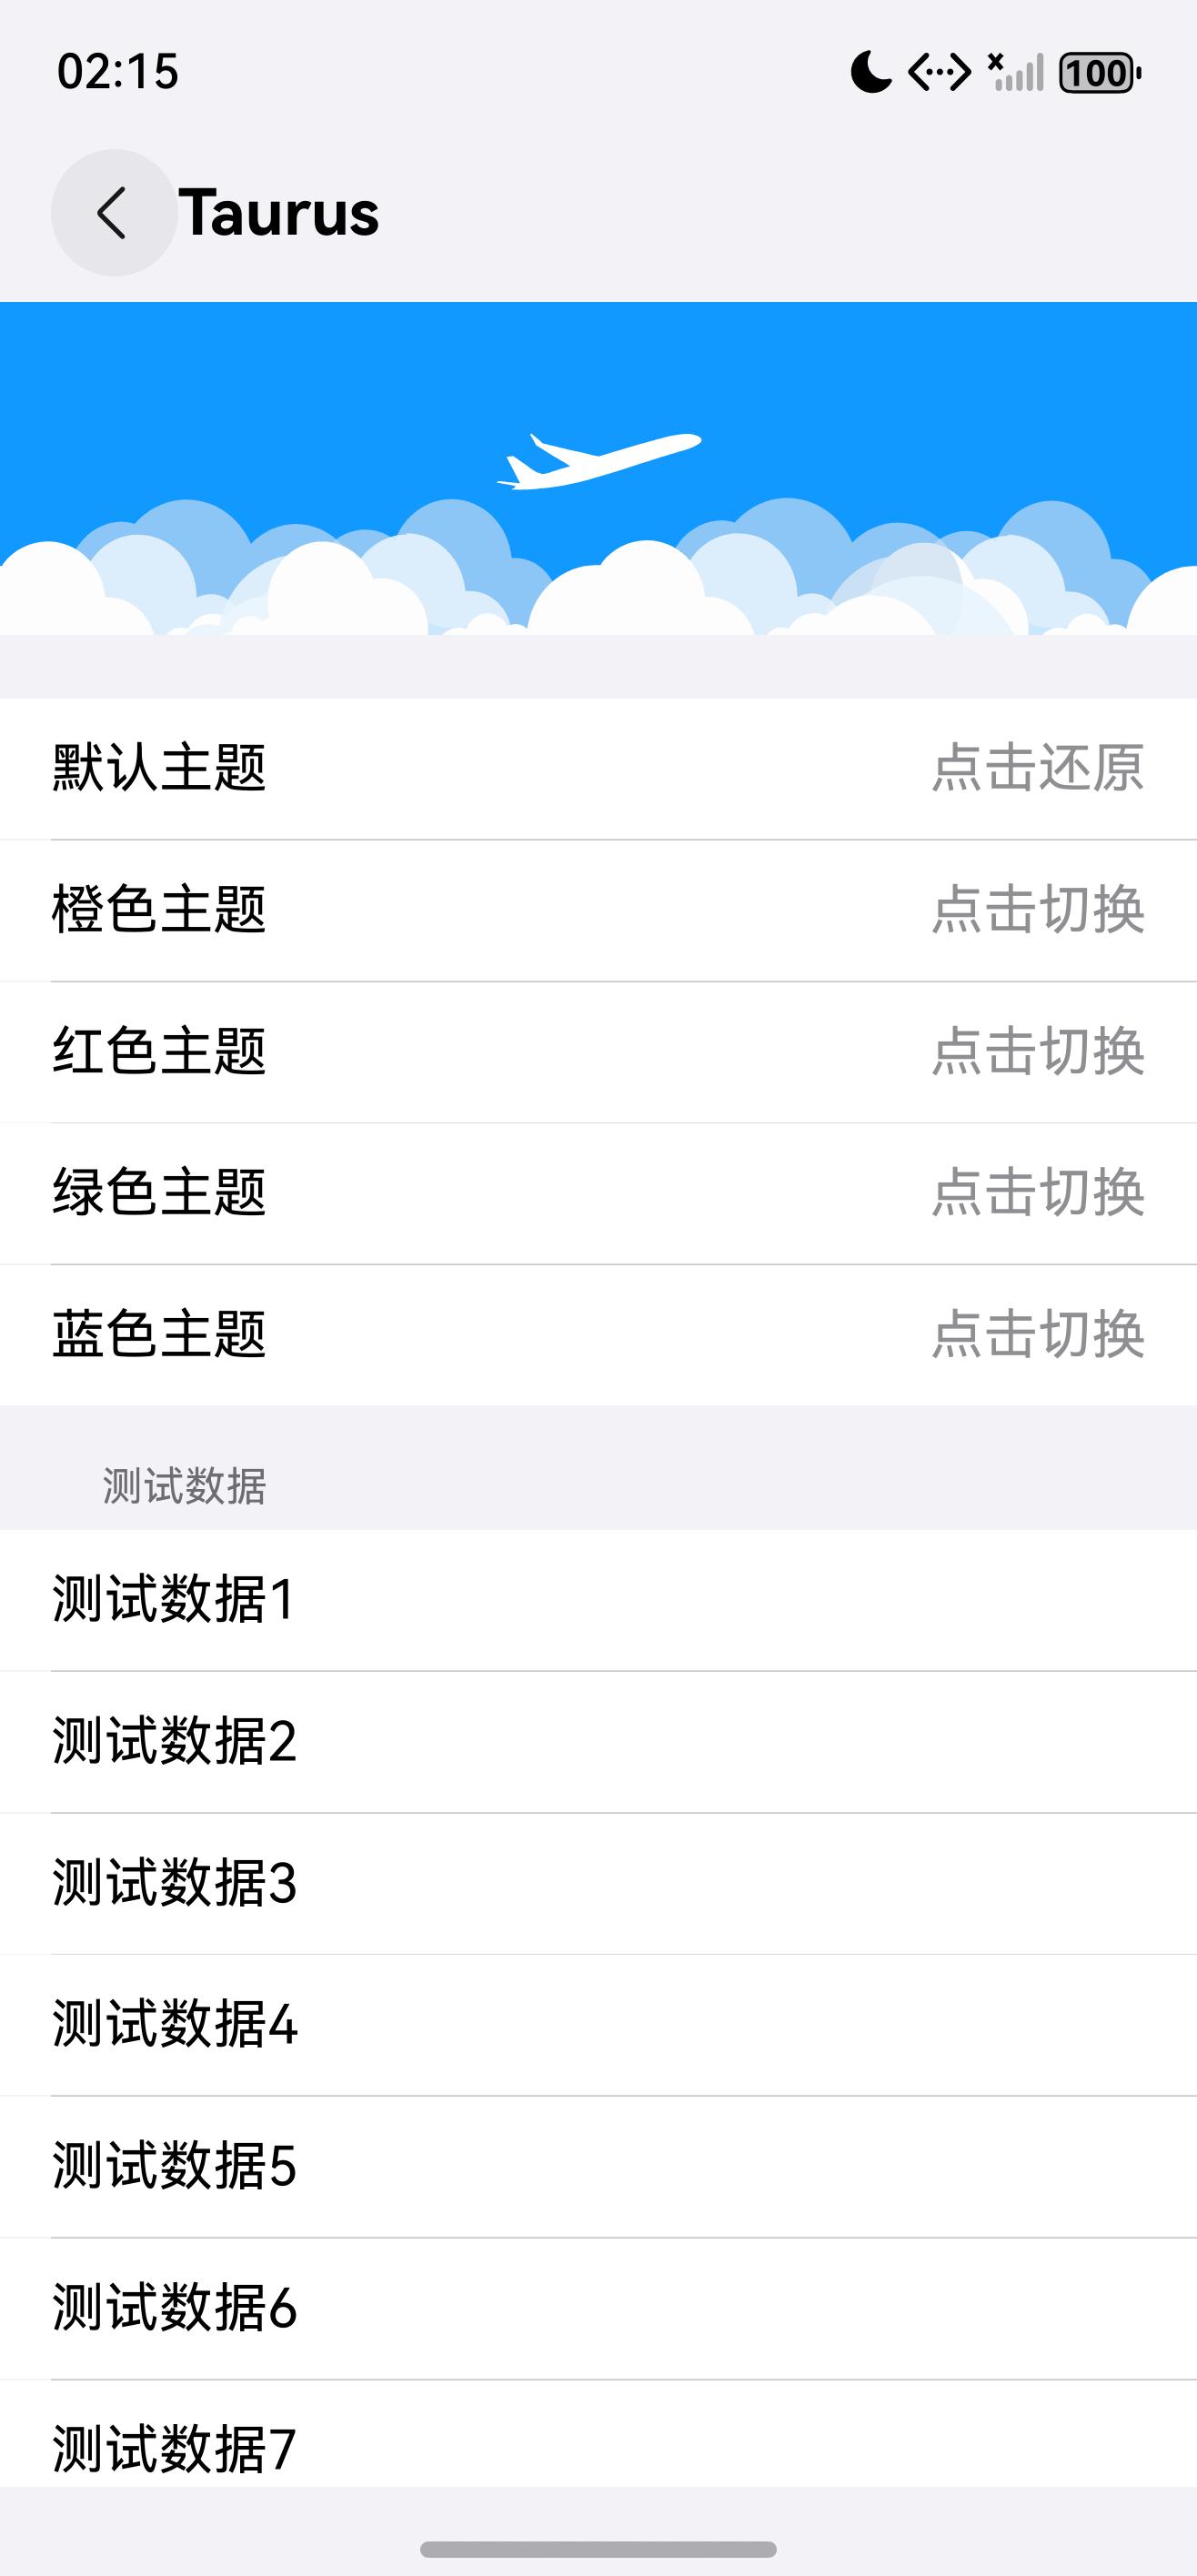 02:15
100
Taurus
默认主题 点击还原
橙色主题 点击切换
红色主题 点击切换
绿色主题 点击切换
蓝色主题 点击切换
测试数据
测试数据1
测试数据2
测试数据3
测试数据4
测试数据5
测试数据6
测试数据7